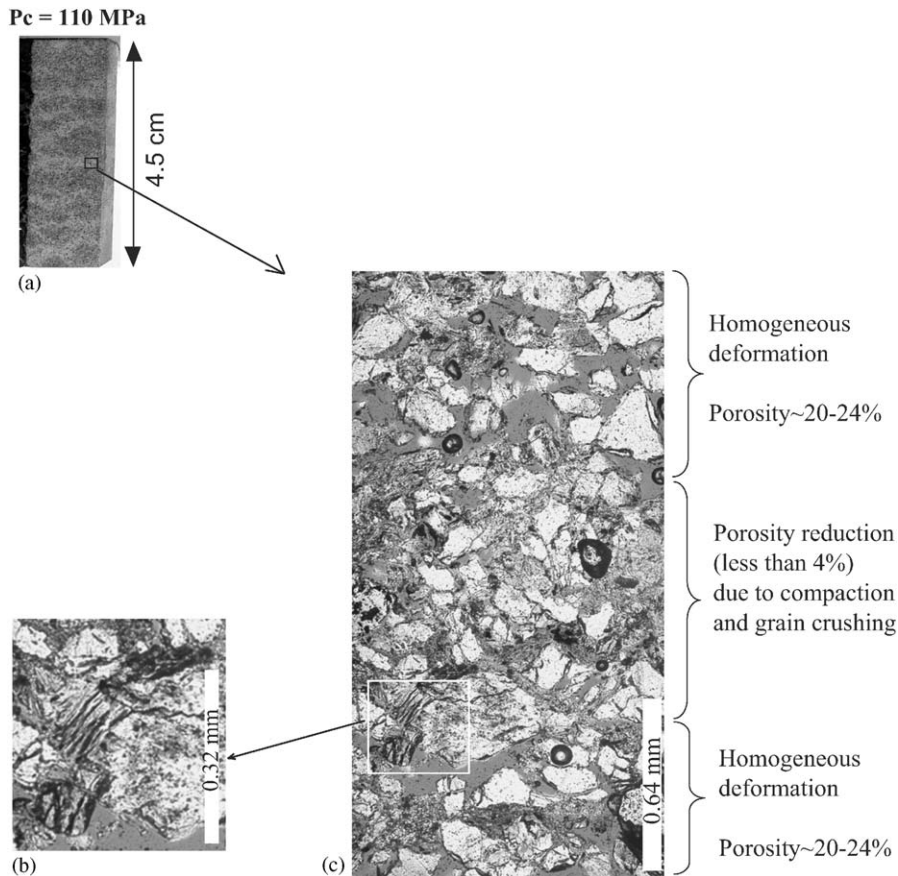 Pc = 110 MPa
4.5 cm
(a)
Homogeneous
deformation
Porosity~20-24%
Porosity reduction
(less than 4%)
due to compaction
and grain crushing
0.32 mm
(b)
0.64 mm
(c)
Homogeneous
deformation
Porosity~20-24%